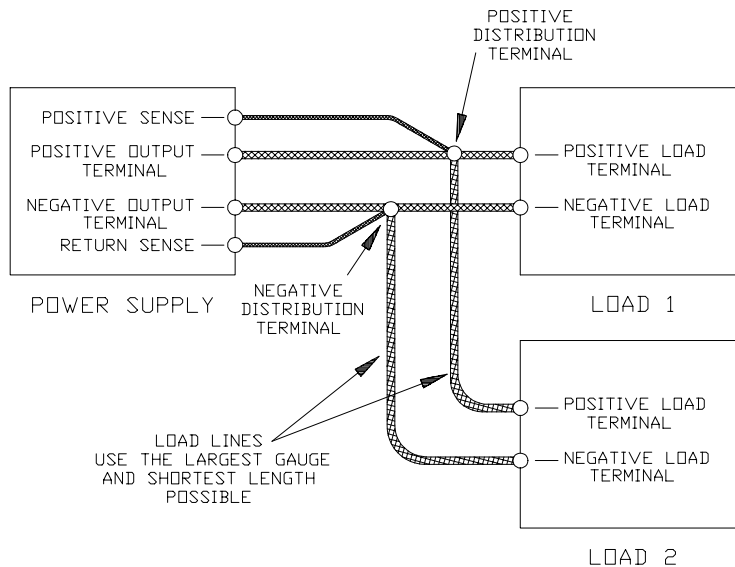 POSITIVE
DISTRIBUTION
TERMINAL
POSITIVE SENSE
POSITIVE OUTPUT
TERMINAL
NEGATIVE OUTPUT
TERMINAL
RETURN SENSE
POWER SUPPLY
POSITIVE LOAD
TERMINAL
NEGATIVE LOAD
TERMINAL
LOAD 1
NEGATIVE
DISTRIBUTION
TERMINAL
LOAD LINES
USE THE LARGEST GAUGE
AND SHORTEST LENGTH
POSSIBLE
POSITIVE LOAD
TERMINAL
NEGATIVE LOAD
TERMINAL
LOAD 2